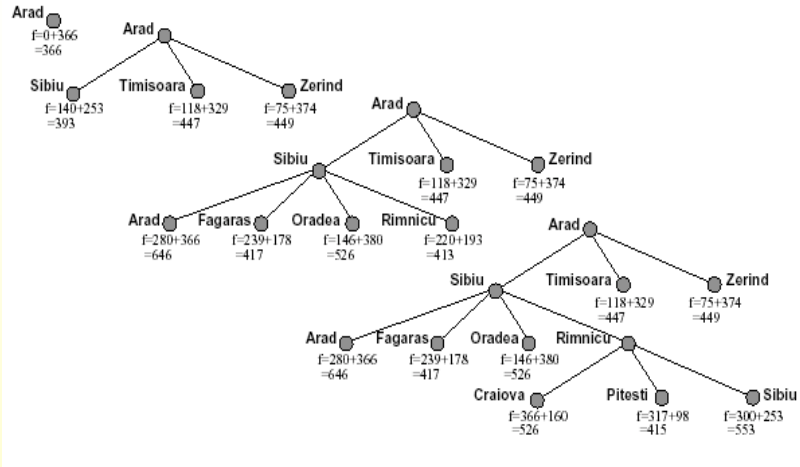 Arad
f=0+366
=366
Arad
Sibiu
f=140+253
=393
Timisoara
f=118+329
=447
Zerind
f=75+374
=449
Arad
Sibiu
Timisoara
f=118+329
=447
Zerind
f=75+374
=449
Arad
f=280+366
=646
Fagaras
f=239+178
=417
Oradea
f=146+380
=526
Rimnicu
f=220+193
=413
Arad
Sibiu
Timisoara
f=118+329
=447
Zerind
f=75+374
=449
Arad
f=280+366
=646
Fagaras
f=239+178
=417
Oradea
f=146+380
=526
Rimnicu
Craiova
f=366+160
=526
Pitesti
f=317+98
=415
Sibiu
f=300+253
=553